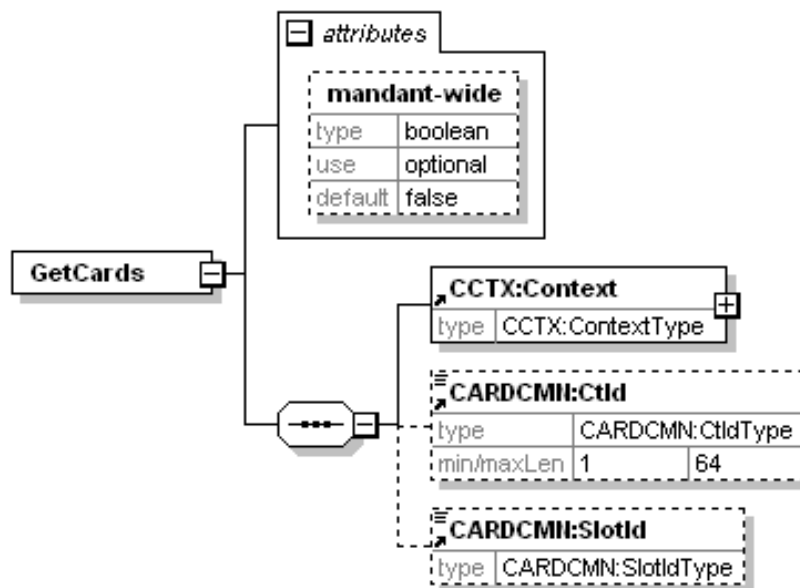 attributes
mandant-wide
type boolean
use optional
default false
GetCards
CCTX:Context
type CCTX:ContextType
CARDCMN:CtId
type CARDCMN:CtIdType
min/maxLen 1 64
CARDCMN:SlotId
type CARDCMN:SlotIdType